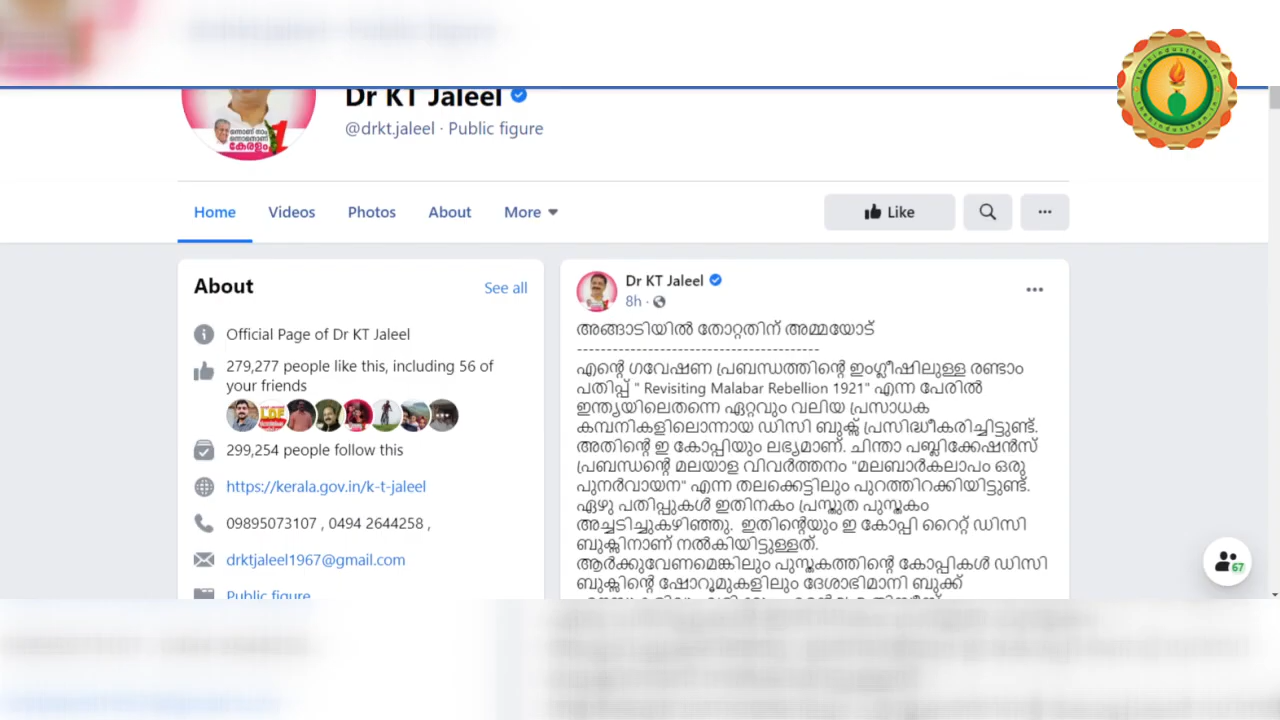 Dr KT Jaleel
@drkt.jaleel · Public figure
കേരളം
1
Home Videos Photos About More
Like
About
See all
Official Page of Dr KT Jaleel
279,277 people like this, including 56 of
your friends
299,254 people follow this
https://kerala.gov.in/k-t-jaleel
09895073107 , 0494 2644258 ,
drktjaleel1967@gmail.com
Public figure
Dr KT Jaleel
8h ·
അങ്ങാടിയിൽ തോറ്റതിന് അമ്മയോട്
-----------------------------------------
എന്റെ ഗവേഷണ പ്രബന്ധത്തിന്റെ ഇംഗ്ലീഷിലുള്ള രണ്ടാം
പതിപ്പ് " Revisiting Malabar Rebellion 1921" എന്ന പേരിൽ
ഇന്ത്യയിലെതന്നെ ഏറ്റവും വലിയ പ്രസാധക
കമ്പനികളിലൊന്നായ ഡിസി ബുക്സ് പ്രസിദ്ധീകരിച്ചിട്ടുണ്ട്.
അതിന്റെ ഇ കോപ്പിയും ലഭ്യമാണ്. ചിന്താ പബ്ലിക്കേഷൻസ്
പ്രബന്ധന്റെ മലയാള വിവർത്തനം "മലബാർകലാപം ഒരു
പുനർവായന" എന്ന തലക്കെട്ടിലും പുറത്തിറക്കിയിട്ടുണ്ട്.
ഏഴു പതിപ്പുകൾ ഇതിനകം പ്രസ്തുത പുസ്തകം
അച്ചടിച്ചുകഴിഞ്ഞു. ഇതിന്റെയും ഇ കോപ്പി റൈറ്റ് ഡിസി
ബുക്സിനാണ് നൽകിയിട്ടുള്ളത്.
ആർക്കുവേണമെങ്കിലും പുസ്തകത്തിന്റെ കോപ്പികൾ ഡിസി
ബുക്സിന്റെ ഷോറൂമുകളിലും ദേശാഭിമാനി ബുക്ക്
67
thehindusthan.in